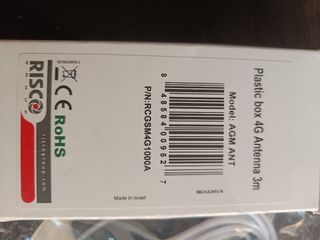 Plastic box 4G Antenna 3m
Model: AGM ANT
8 48584 00952 7
P/N:RCGSM4G1000A
Made in Israel
RISCO
GROUP
riscogroup.com
CE RoHS